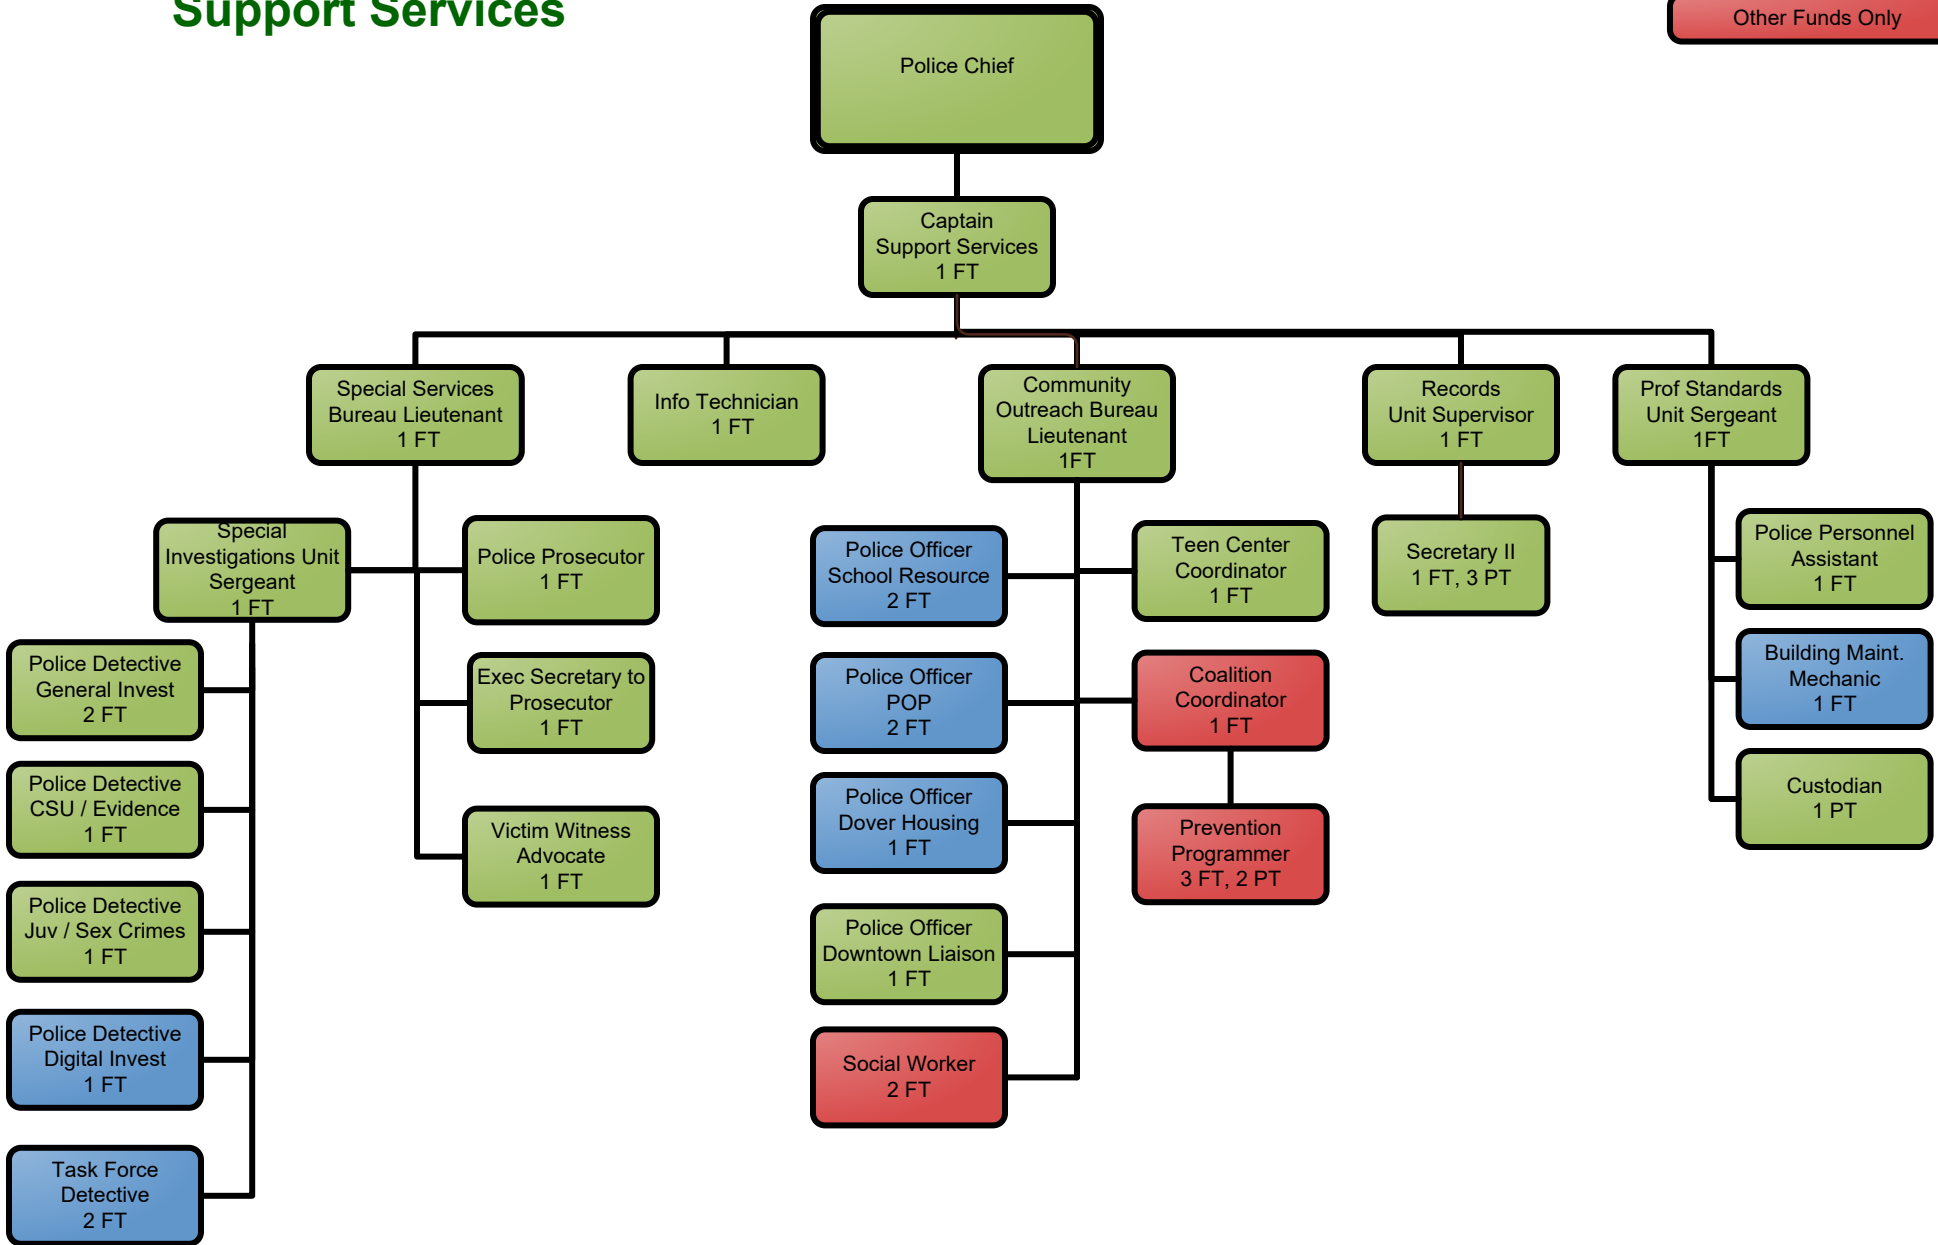 Support Services
Other Funds Only
Police Chief
Captain
Support Services
1 FT
Special Services
Bureau Lieutenant
1 FT
Info Technician
1 FT
Community
Outreach Bureau
Lieutenant
1FT
Records
Unit Supervisor
1 FT
Prof Standards
Unit Sergeant
1FT
Special
Investigations Unit
Sergeant
1 FT
Police Prosecutor
1 FT
Exec Secretary to
Prosecutor
1 FT
Victim Witness
Advocate
1 FT
Police Detective
General Invest
2 FT
Police Detective
CSU / Evidence
1 FT
Police Detective
Juv / Sex Crimes
1 FT
Police Detective
Digital Invest
1 FT
Task Force
Detective
2 FT
Police Officer
School Resource
2 FT
Police Officer
POP
2 FT
Police Officer
Dover Housing
1 FT
Police Officer
Downtown Liaison
1 FT
Social Worker
2 FT
Teen Center
Coordinator
1 FT
Coalition
Coordinator
1 FT
Prevention
Programmer
3 FT, 2 PT
Secretary II
1 FT, 3 PT
Police Personnel
Assistant
1 FT
Building Maint.
Mechanic
1 FT
Custodian
1 PT